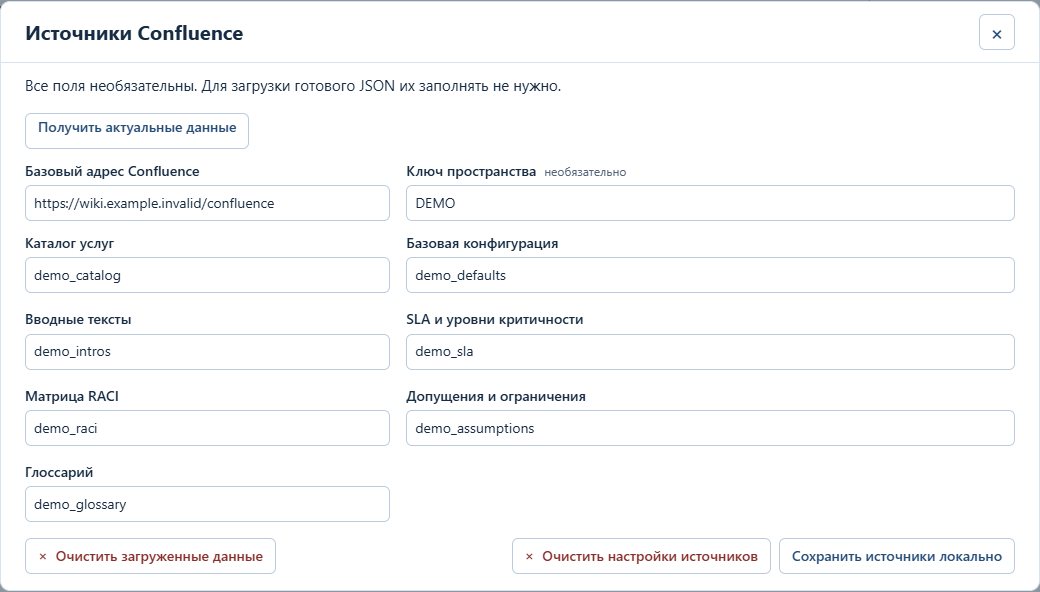 Источники Confluence
×
Все поля необязательны. Для загрузки готового JSON их заполнять не нужно.
Получить актуальные данные
Базовый адрес Confluence
Ключ пространства необязательно
https://wiki.example.invalid/confluence
DEMO
Каталог услуг
Базовая конфигурация
demo_catalog
demo_defaults
Вводные тексты
SLA и уровни критичности
demo_intros
demo_sla
Матрица RACI
Допущения и ограничения
demo_raci
demo_assumptions
Глоссарий
demo_glossary
× Очистить загруженные данные
× Очистить настройки источников
Сохранить источники локально